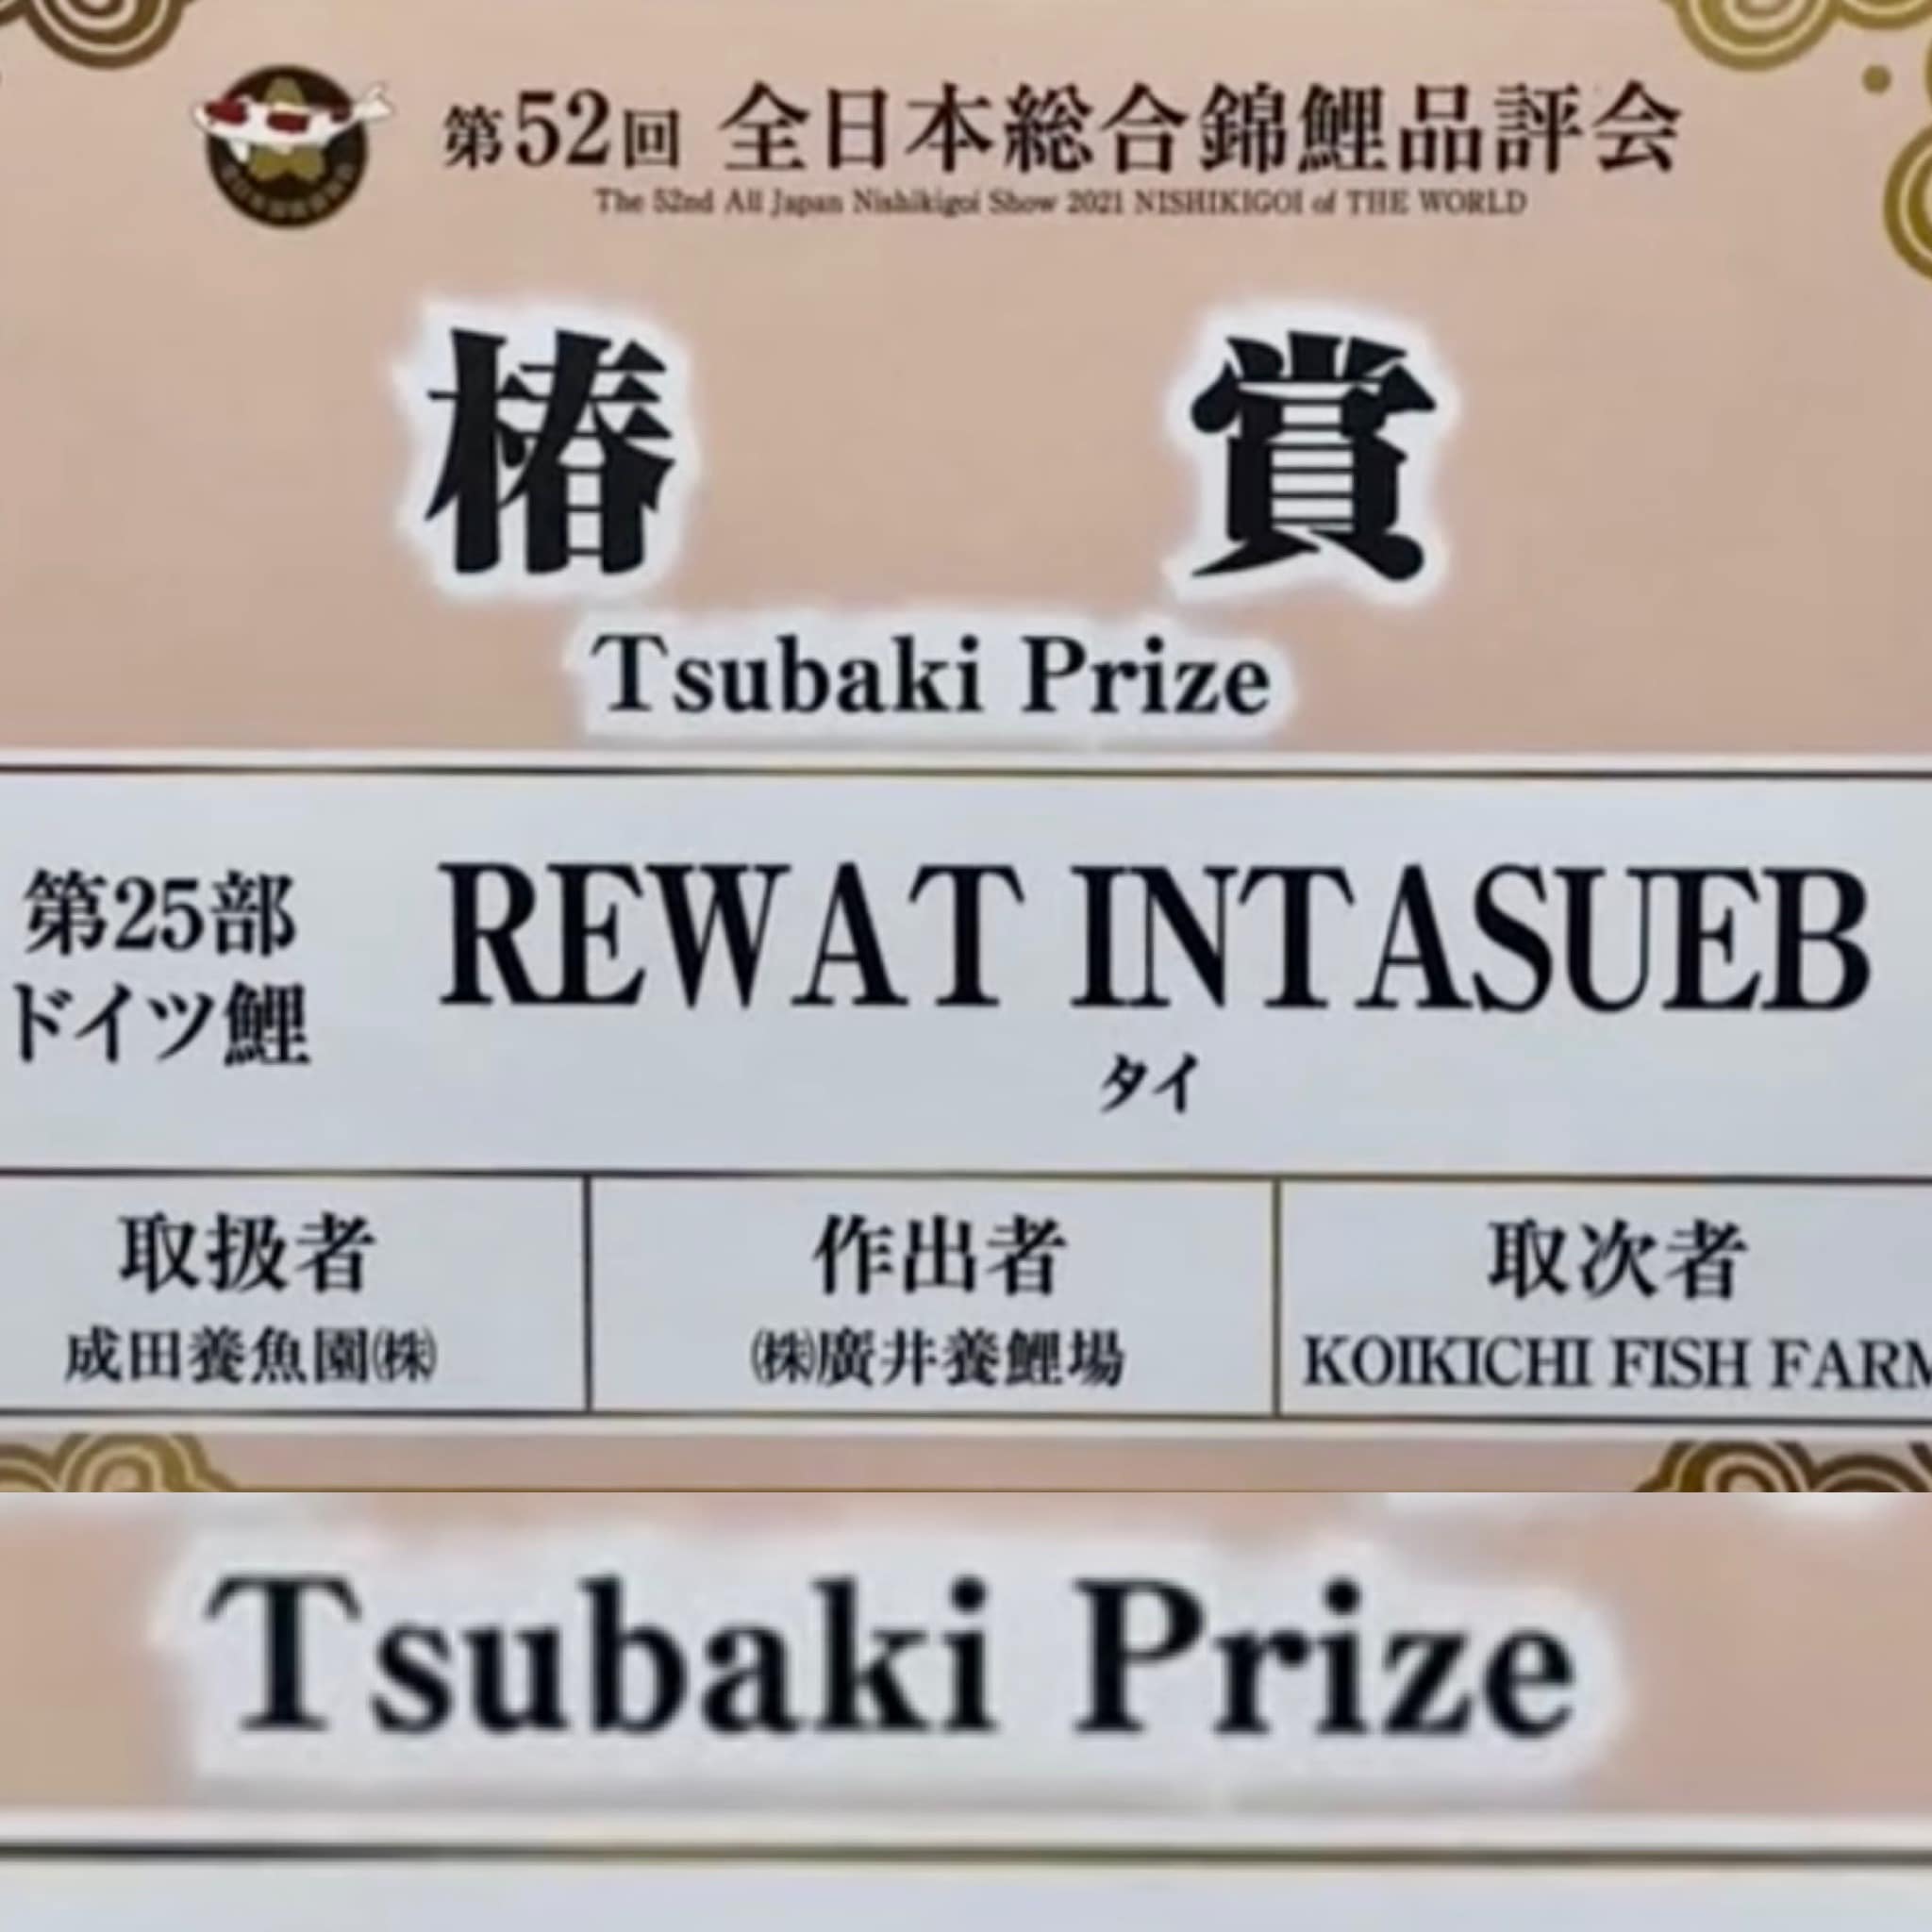 第52回 全日本総合錦鯉品評会
The 52nd All Japan Nishikigoi Show 2021 NISHIKIGOI of THE WORLD
椿 賞
Tsubaki Prize
第25部
ドイツ鯉
REWAT INTASUEB
タイ
取扱者
成田養魚園㈱
作出者
㈱廣井養鯉場
取次者
KOIKICHI FISH FARM
Tsubaki Prize